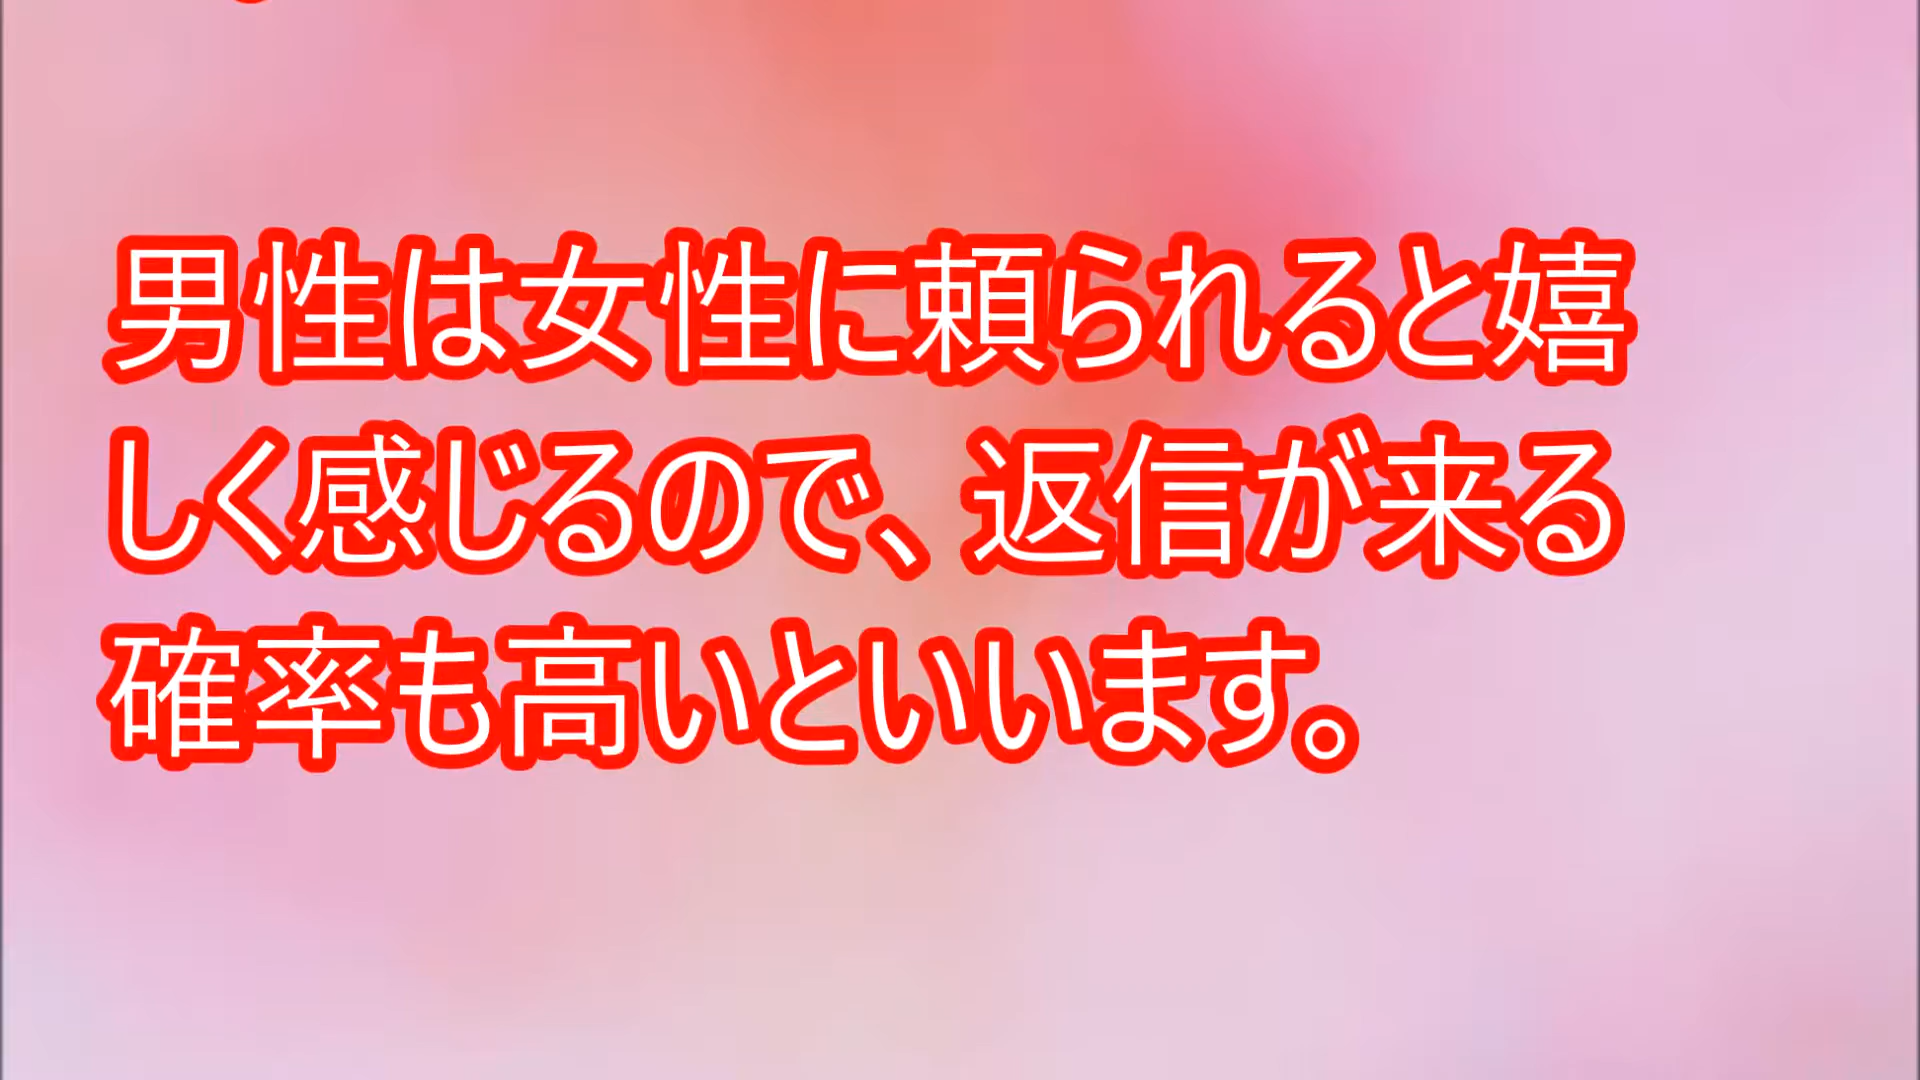 男性は女性に頼られると嬉
しく感じるので、返信が来る
確率も高いといいます。